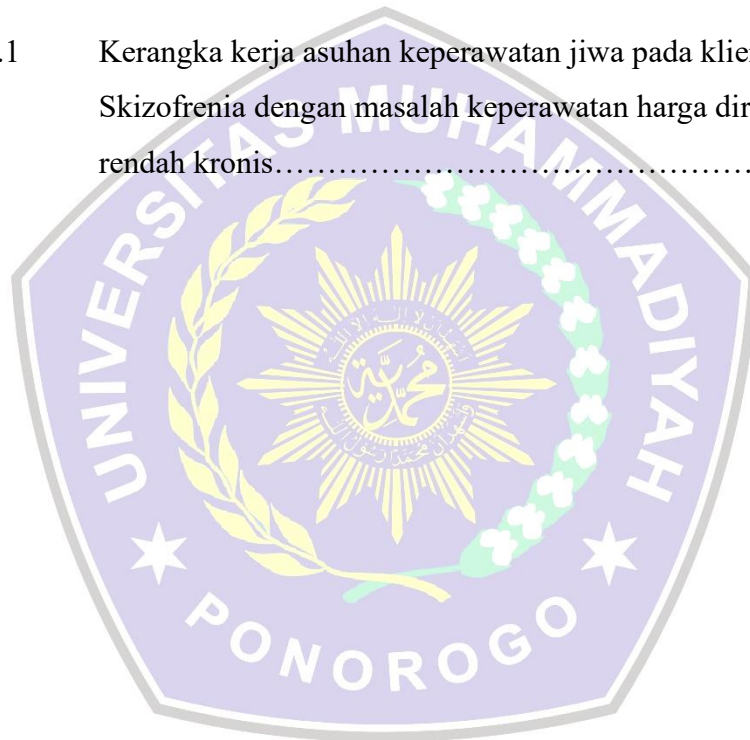 .1 Kerangka kerja asuhan keperawatan jiwa pada klie
Skizofrenia dengan masalah keperawatan harga dir
rendah kronis……………………………………………
UNIVERSITAS MUHAMMADIYAH
PONOROGO
محمدية